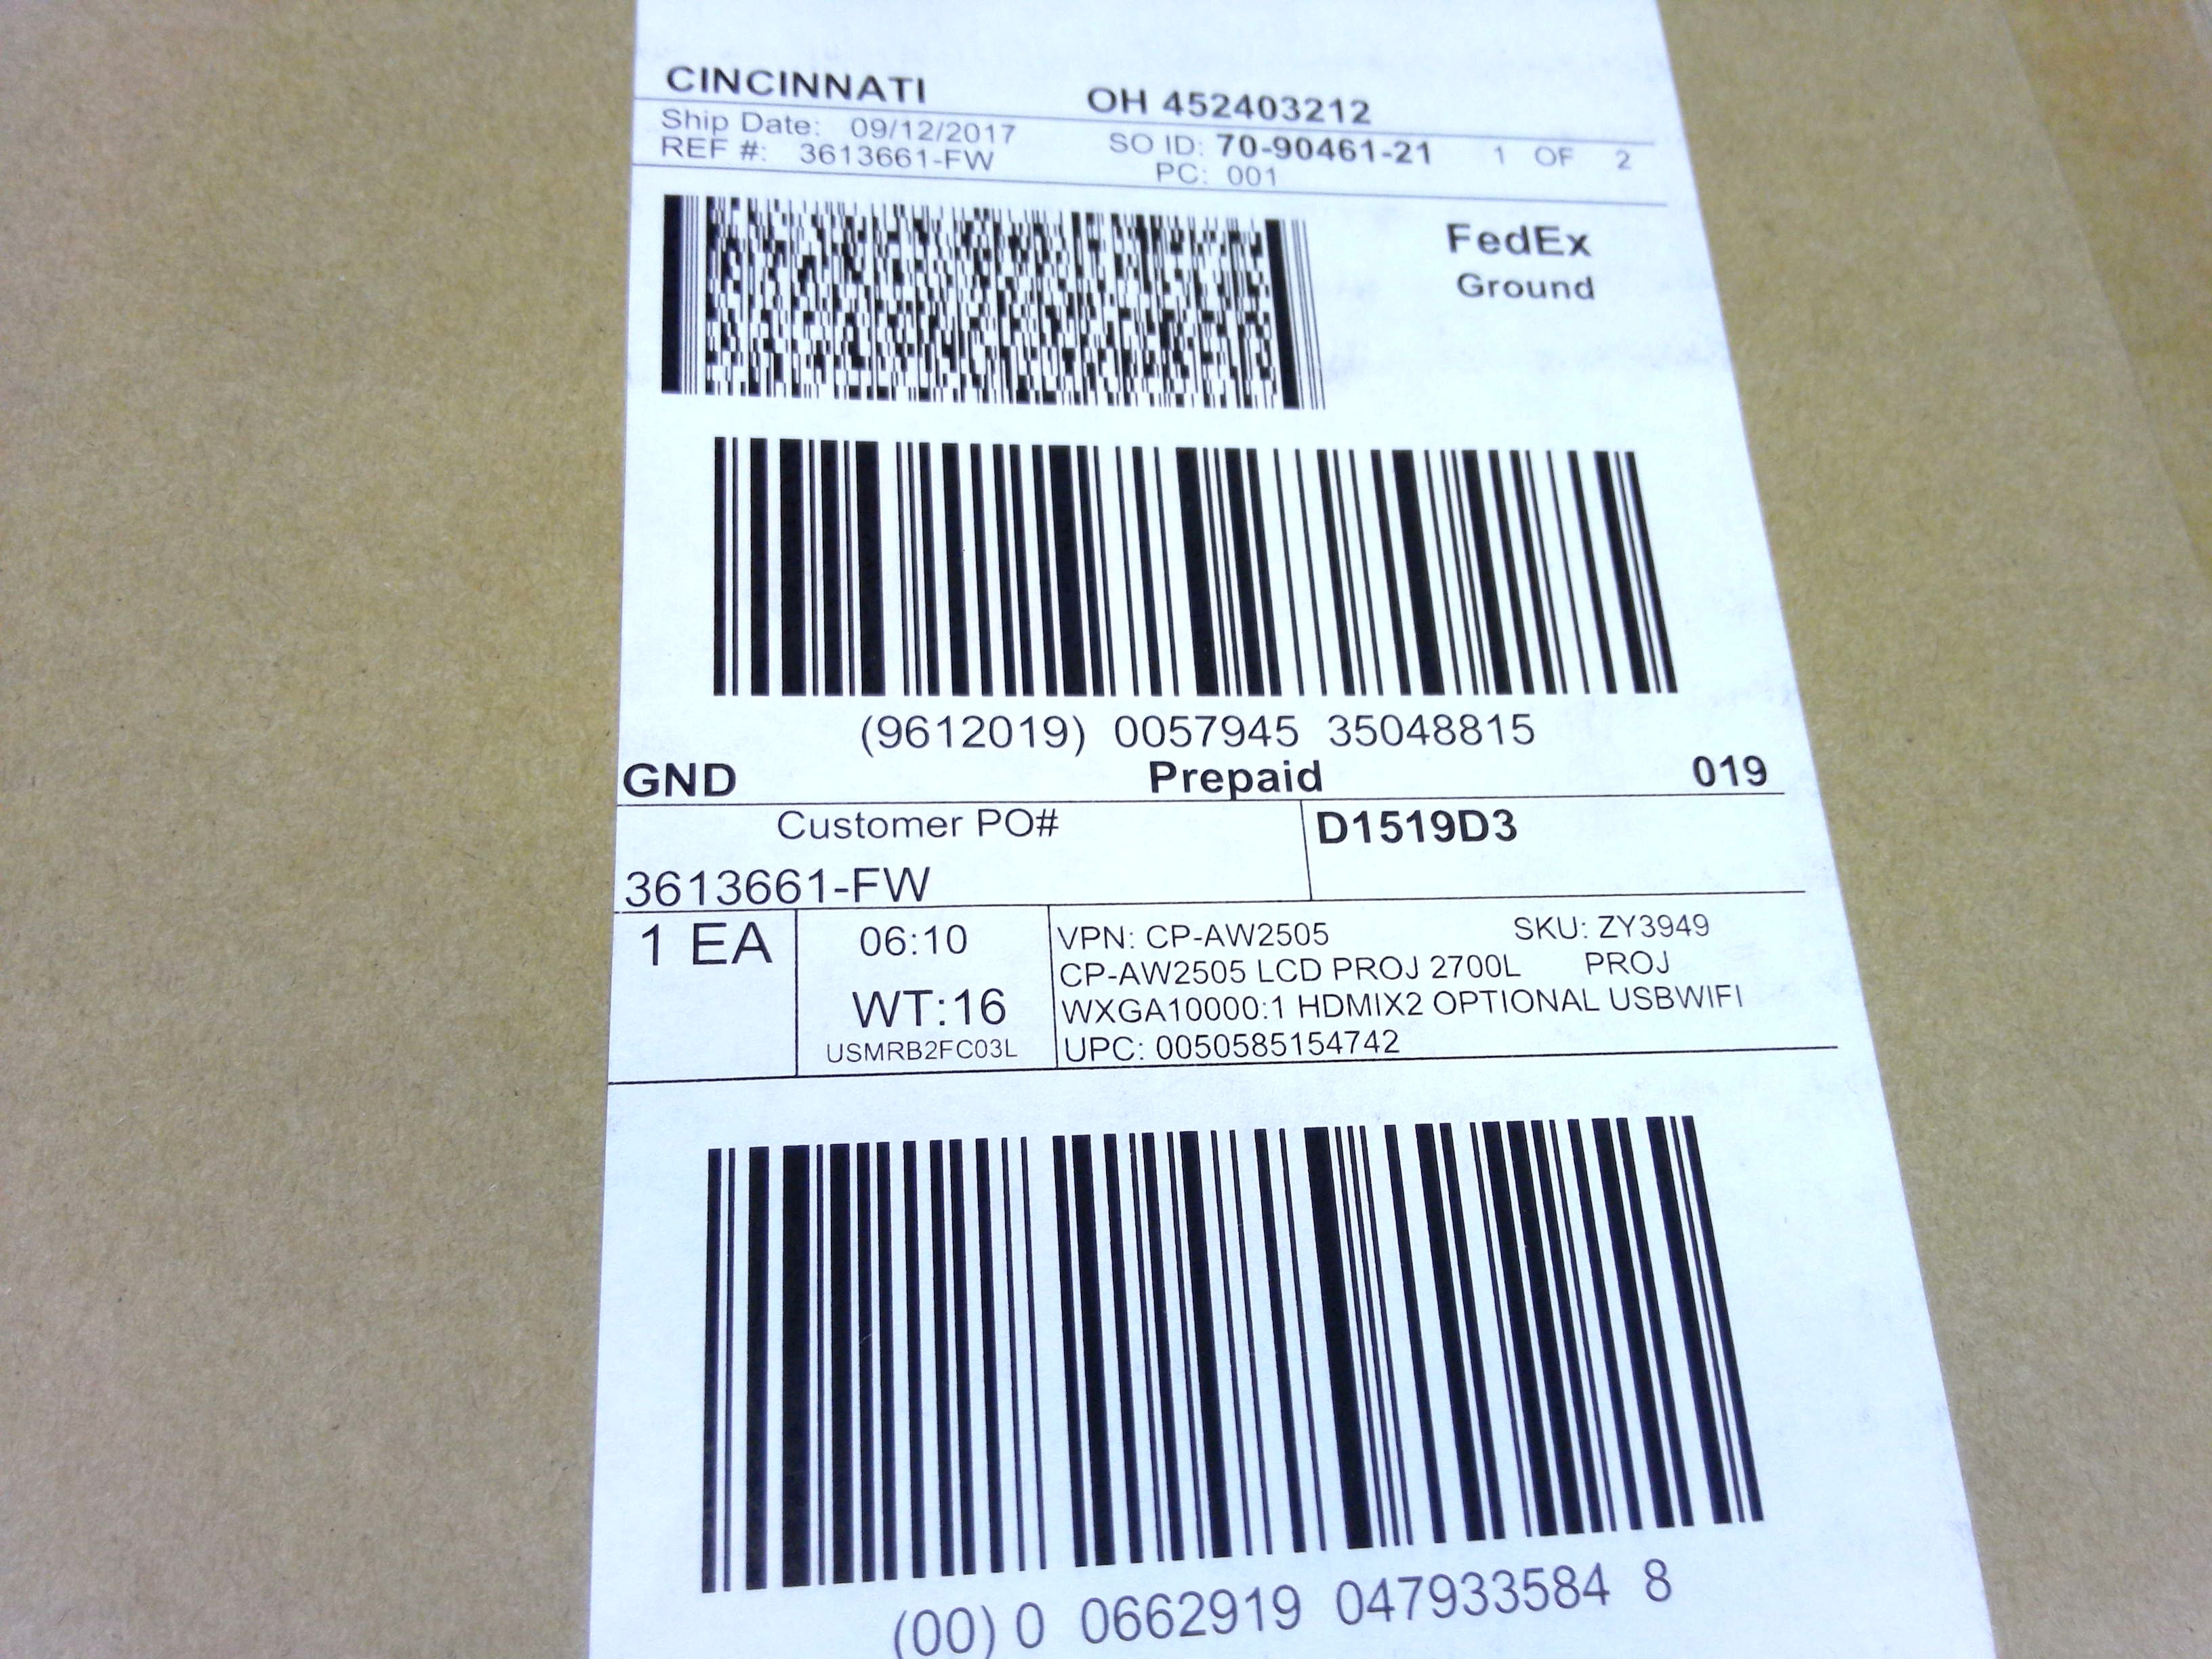 CINCINNATI OH 452403212
Ship Date: 09/12/2017 SO ID: 70-90461-21 1 OF 2
REF #: 3613661-FW PC: 001
FedEx
Ground
(9612019) 0057945 35048815
GND Prepaid 019
Customer PO# D1519D3
3613661-FW
1 EA 06:10 VPN: CP-AW2505 SKU: ZY3949
CP-AW2505 LCD PROJ 2700L PROJ
WT:16 WXGA10000:1 HDMIX2 OPTIONAL USBWIFI
USMRB2FC03L UPC: 0050585154742
(00) 0 0662919 047933584 8